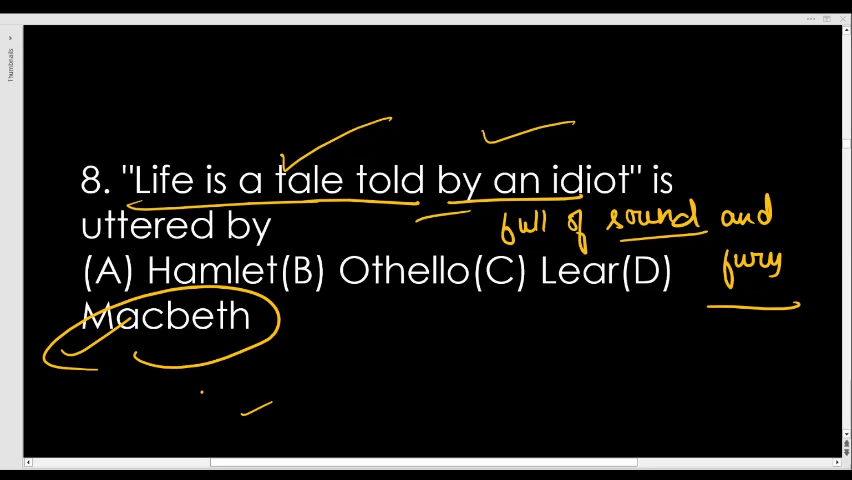 Thumbnails
8. "Life is a tale told by an idiot" is
uttered by
full of sound and
fury
(A) Hamlet(B) Othello(C) Lear(D)
Macbeth